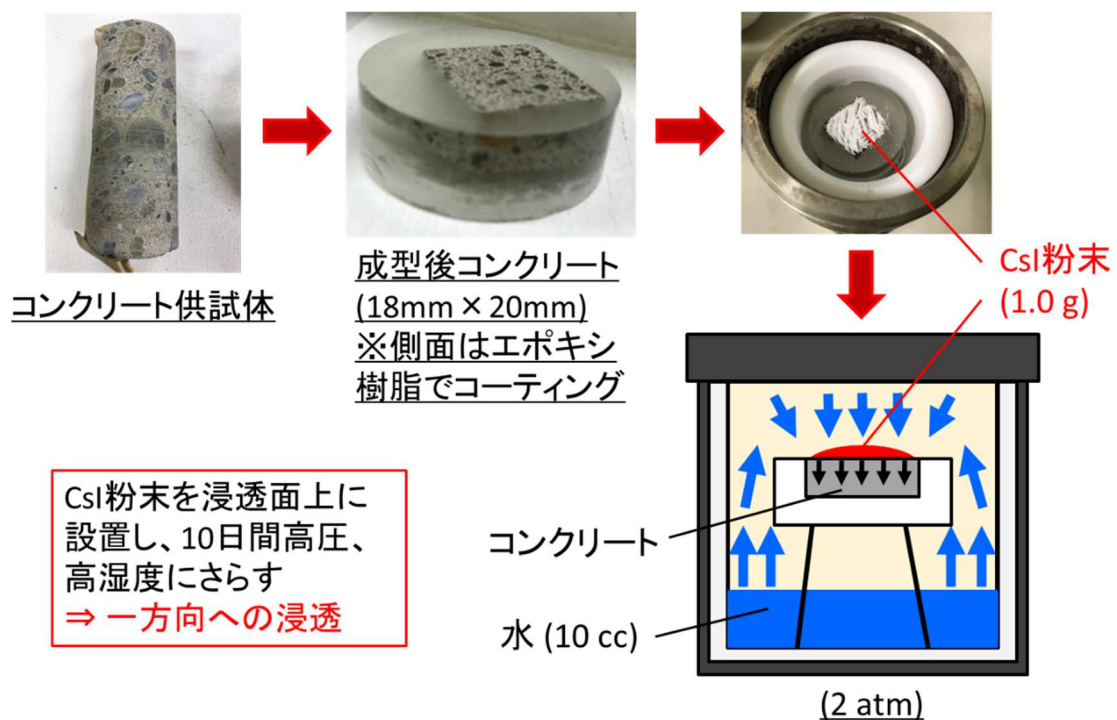 コンクリート供試体
成型後コンクリート
(18mm × 20mm)
※側面はエポキシ
樹脂でコーティング
CsI粉末
(1.0 g)
CsI粉末を浸透面上に
設置し、10日間高圧、
高湿度にさらす
⇒ 一方向への浸透
コンクリート
水 (10 cc)
(2 atm)